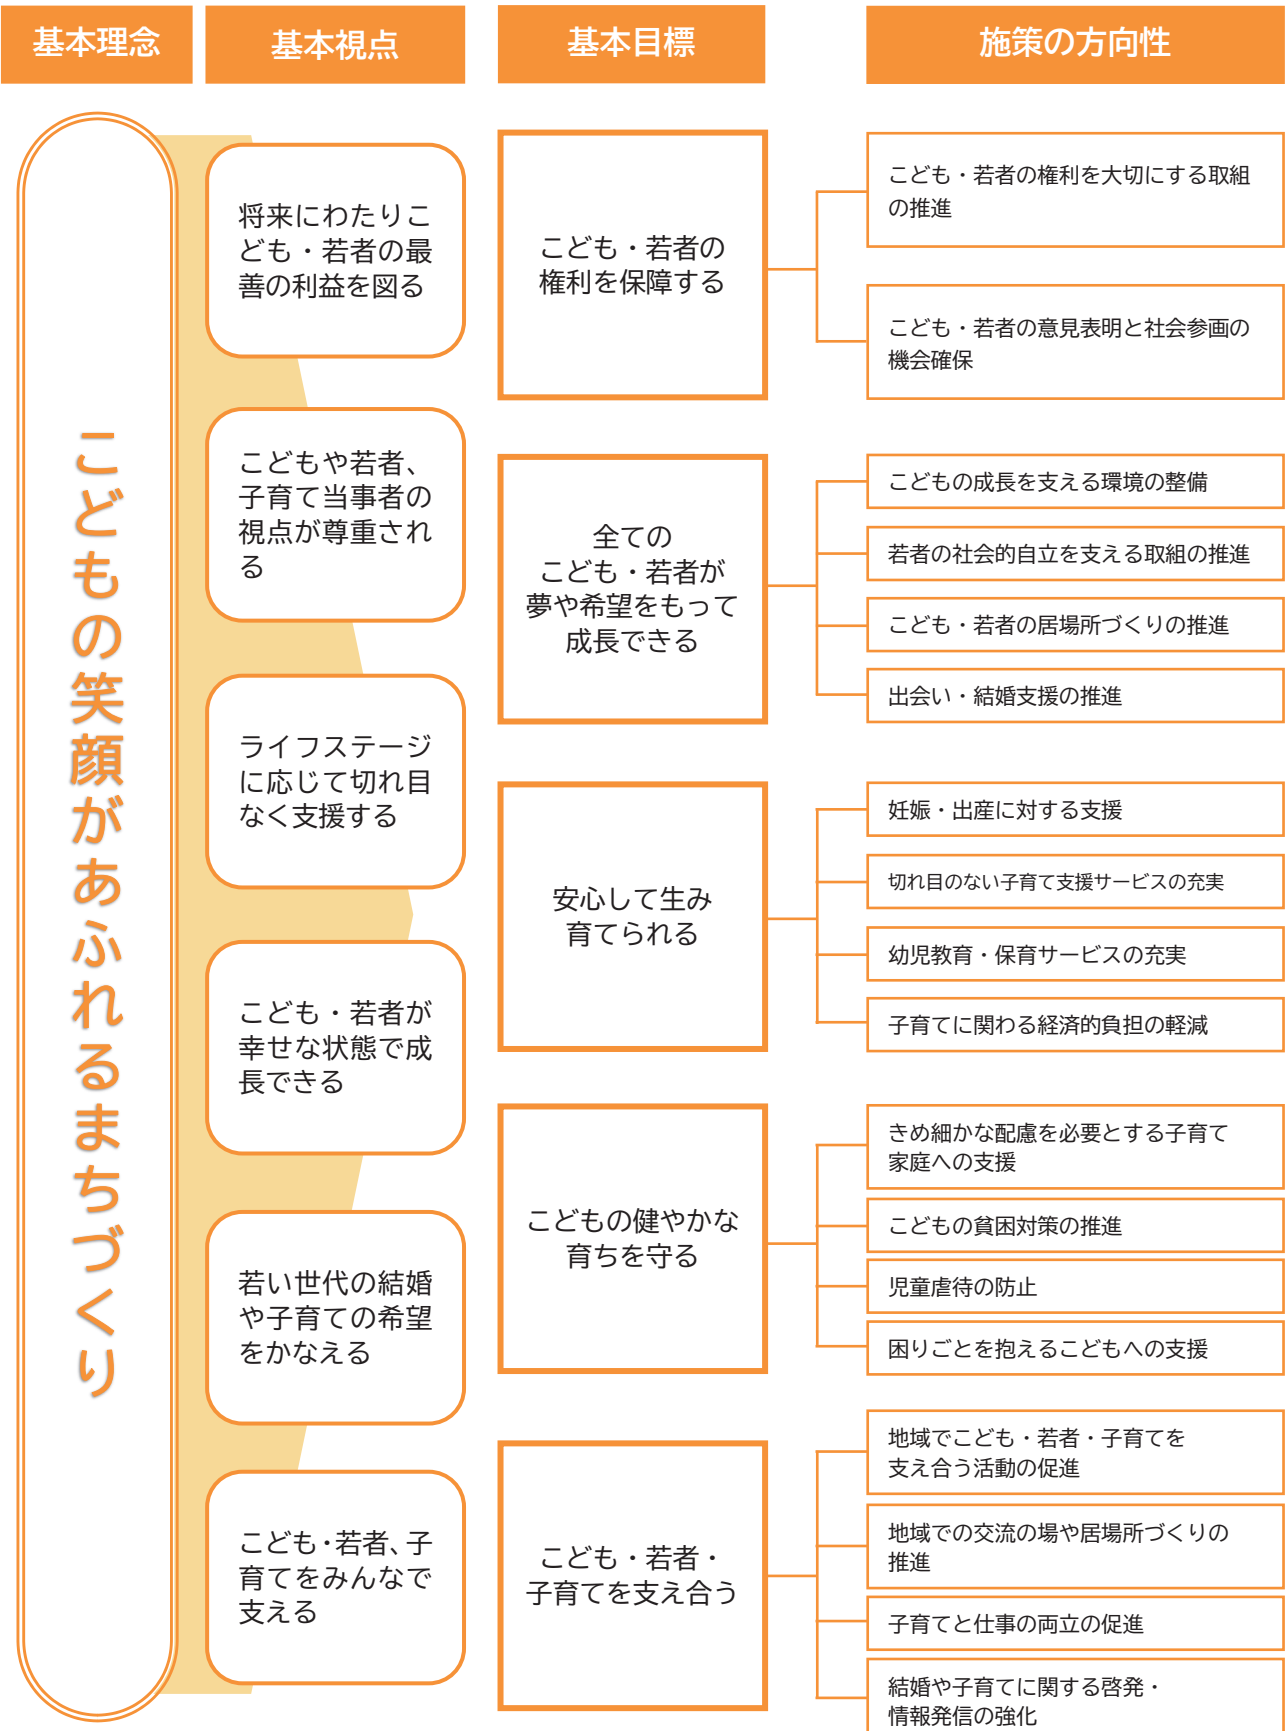 基本理念
基本視点
基本目標
施策の方向性
こどもの笑顔があふれるまちづくり
将来にわたりこ
ども・若者の最
善の利益を図る
こどもや若者、
子育て当事者の
視点が尊重され
る
ライフステージ
に応じて切れ目
なく支援する
こども・若者が
幸せな状態で成
長できる
若い世代の結婚
や子育ての希望
をかなえる
こども・若者、子
育てをみんなで
支える
こども・若者の
権利を保障する
こども・若者の権利を大切にする取組
の推進
こども・若者の意見表明と社会参画の
機会確保
全ての
こども・若者が
夢や希望をもって
成長できる
こどもの成長を支える環境の整備
若者の社会的自立を支える取組の推進
こども・若者の居場所づくりの推進
出会い・結婚支援の推進
安心して生み
育てられる
妊娠・出産に対する支援
切れ目のない子育て支援サービスの充実
幼児教育・保育サービスの充実
子育てに関わる経済的負担の軽減
こどもの健やかな
育ちを守る
きめ細かな配慮を必要とする子育て
家庭への支援
こどもの貧困対策の推進
児童虐待の防止
困りごとを抱えるこどもへの支援
こども・若者・
子育てを支え合う
地域でこども・若者・子育てを
支え合う活動の促進
地域での交流の場や居場所づくりの
推進
子育てと仕事の両立の促進
結婚や子育てに関する啓発・
情報発信の強化